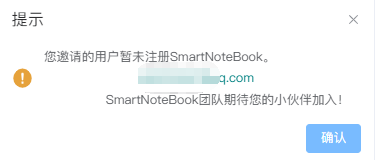 提示
您邀请的用户暂未注册SmartNoteBook。
q.com
SmartNoteBook团队期待您的小伙伴加入！
确认